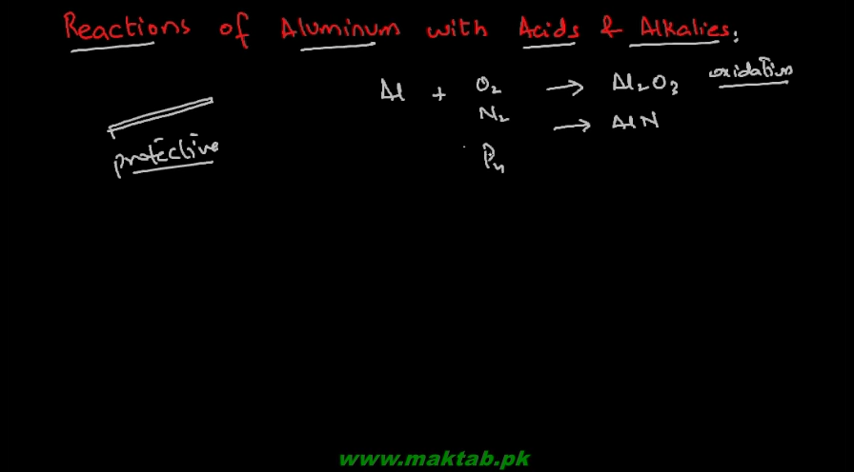 Reactions of Aluminum with Acids & Alkalies:
Al + O₂ → Al₂O₃ oxidation
N₂ → AlN
protective
P₄
www.maktab.pk